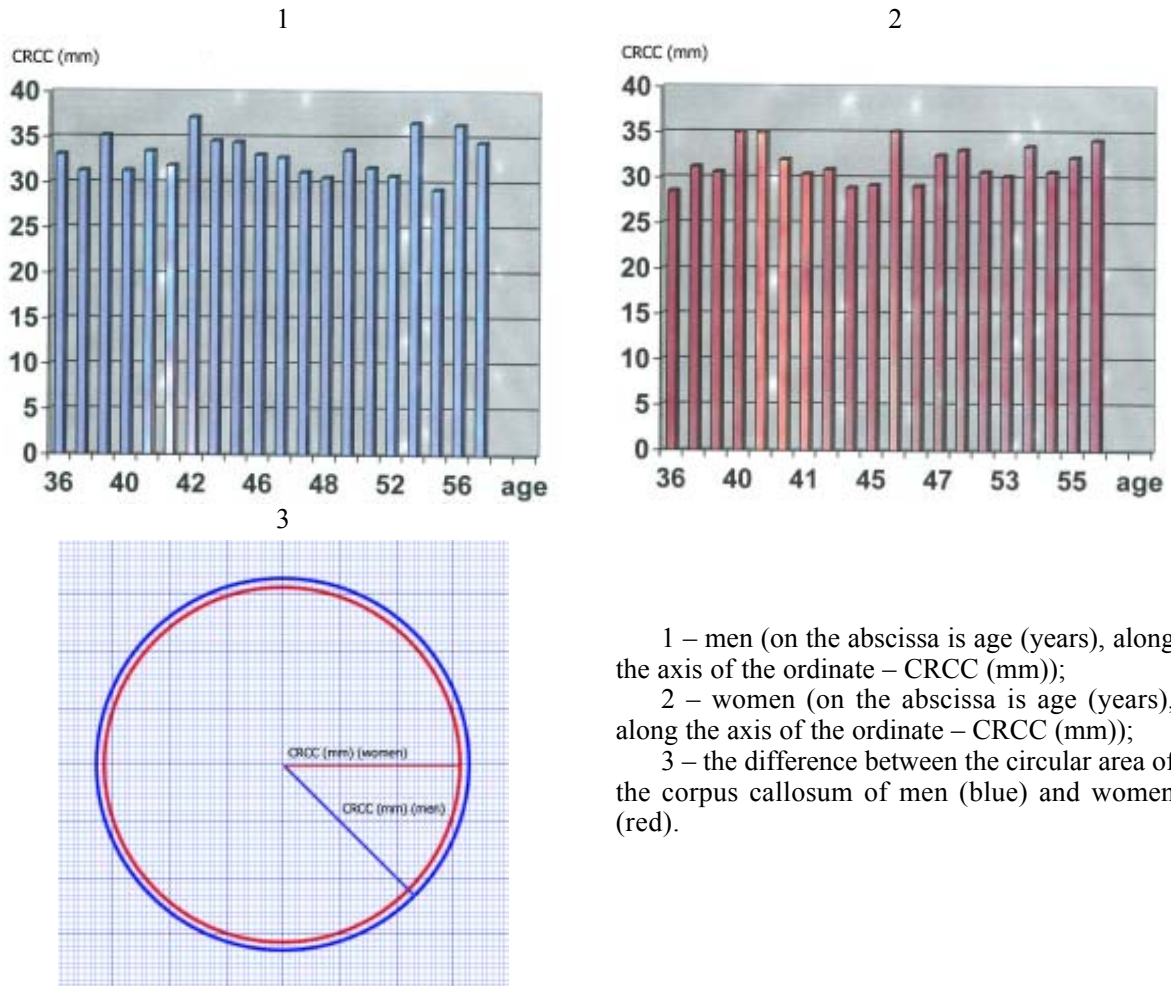 1
CRCC (mm)
40
35
30
25
20
15
10
5
0
36 40 42 46 48 52 56 age
2
CRCC (mm)
40
35
30
25
20
15
10
5
0
36 40 41 45 47 53 55 age
3
CRCC (mm) (women)
CRCC (mm) (men)
1 – men (on the abscissa is age (years), along
the axis of the ordinate – CRCC (mm));
2 – women (on the abscissa is age (years),
along the axis of the ordinate – CRCC (mm));
3 – the difference between the circular area of
the corpus callosum of men (blue) and women
(red).